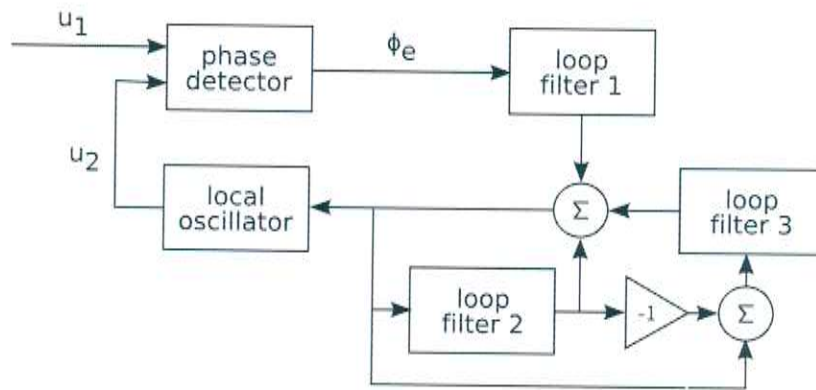 u1
phase
detector
ϕe
loop
filter 1
u2
local
oscillator
Σ
loop
filter 3
loop
filter 2
-1
Σ